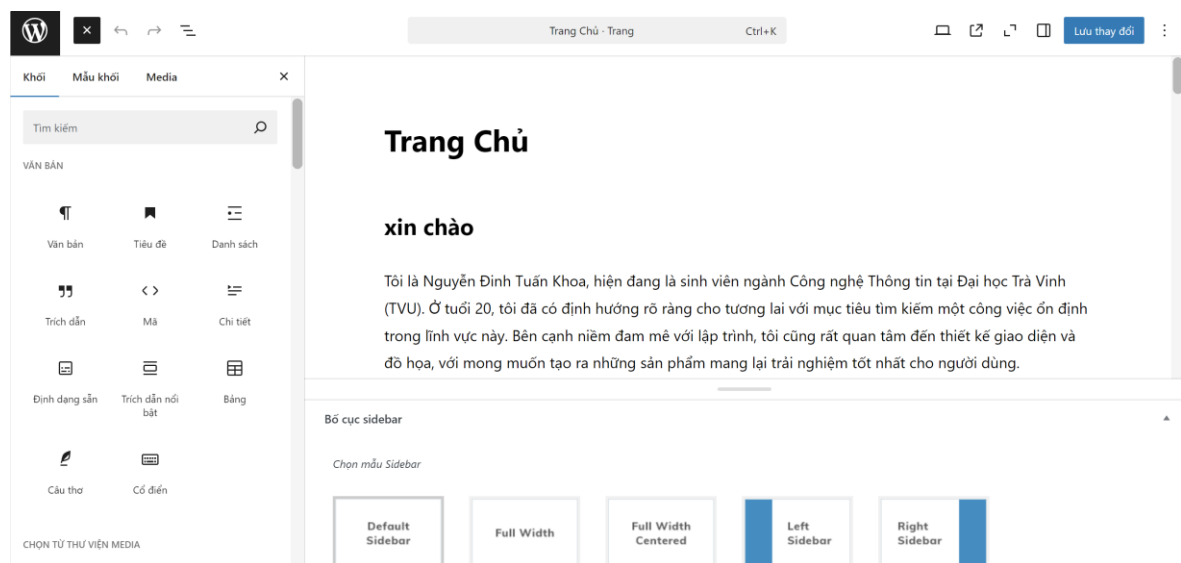 Trang Chủ · Trang Ctrl+K
Lưu thay đổi
Khối Mẫu khối Media
Tìm kiếm
VĂN BẢN
Văn bản Tiêu đề Danh sách
Trích dẫn Mã Chi tiết
Định dạng sẵn Trích dẫn nổi bật Bảng
Câu thơ Cổ điển
CHỌN TỪ THƯ VIỆN MEDIA
Trang Chủ
xin chào
Tôi là Nguyễn Đình Tuấn Khoa, hiện đang là sinh viên ngành Công nghệ Thông tin tại Đại học Trà Vinh
(TVU). Ở tuổi 20, tôi đã có định hướng rõ ràng cho tương lai với mục tiêu tìm kiếm một công việc ổn định
trong lĩnh vực này. Bên cạnh niềm đam mê với lập trình, tôi cũng rất quan tâm đến thiết kế giao diện và
đồ họa, với mong muốn tạo ra những sản phẩm mang lại trải nghiệm tốt nhất cho người dùng.
Bố cục sidebar
Chọn mẫu Sidebar
Default Sidebar
Full Width
Full Width Centered
Left Sidebar
Right Sidebar